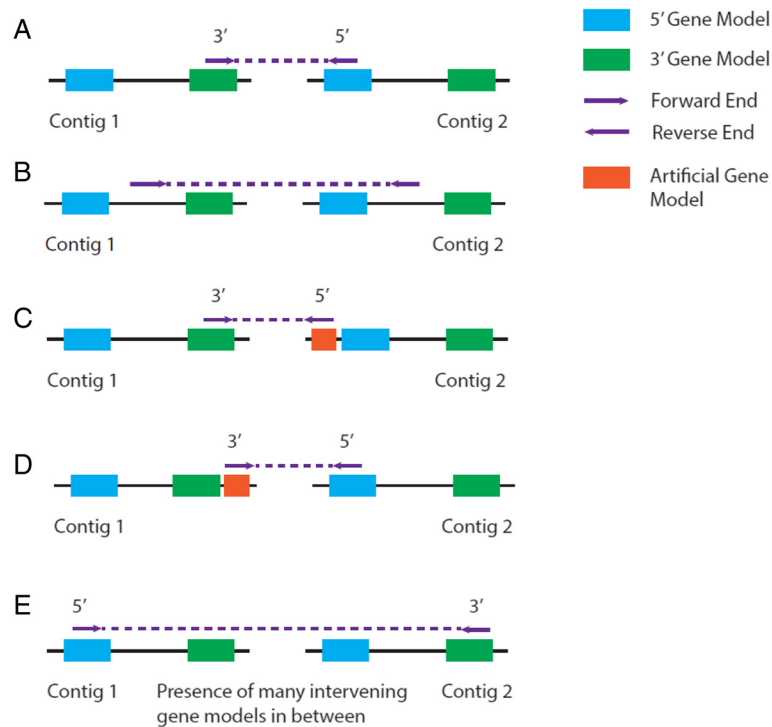 A
3’ 5’
Contig 1 Contig 2
B
Contig 1 Contig 2
C
3’ 5’
Contig 1 Contig 2
D
3’ 5’
Contig 1 Contig 2
E
5’ 3’
Contig 1 Presence of many intervening Contig 2
gene models in between
5’ Gene Model
3’ Gene Model
Forward End
Reverse End
Artificial Gene
Model